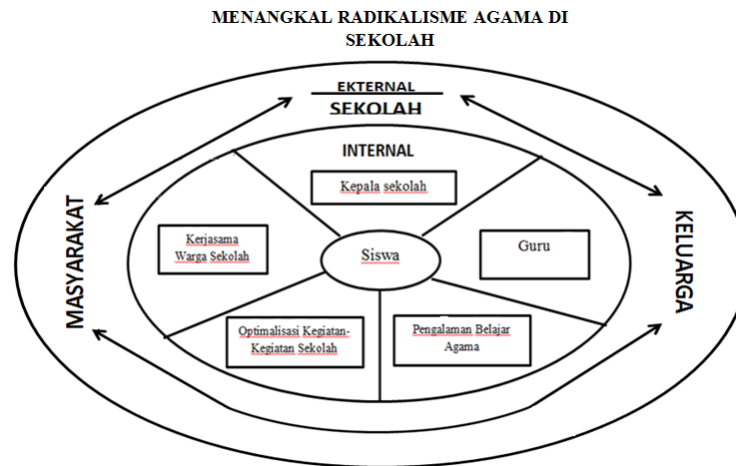 MENANGKAL RADIKALISME AGAMA DI
SEKOLAH
EKTERNAL
SEKOLAH
INTERNAL
Kepala sekolah
MASYARAKAT
Kerjasama
Warga Sekolah
Siswa
Guru
KELUARGA
Optimalisasi Kegiatan-
Kegiatan Sekolah
Pengalaman Belajar
Agama